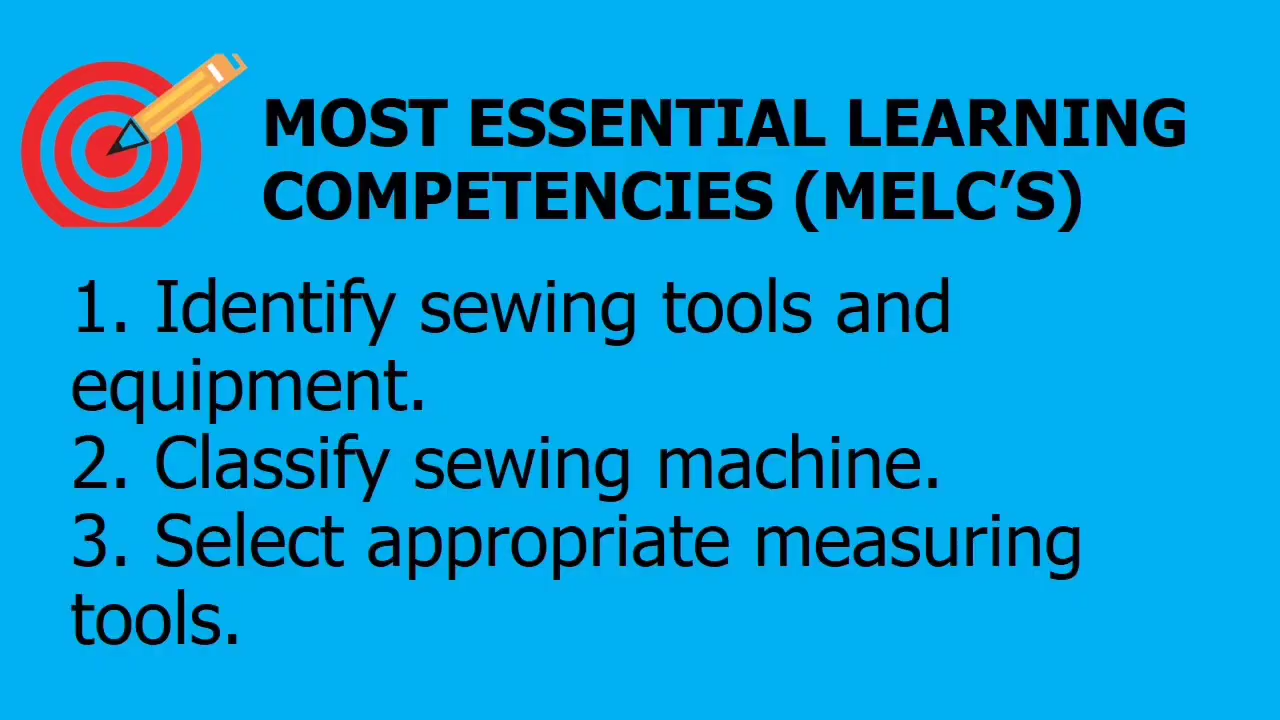 MOST ESSENTIAL LEARNING
COMPETENCIES (MELC’S)
1. Identify sewing tools and
equipment.
2. Classify sewing machine.
3. Select appropriate measuring
tools.